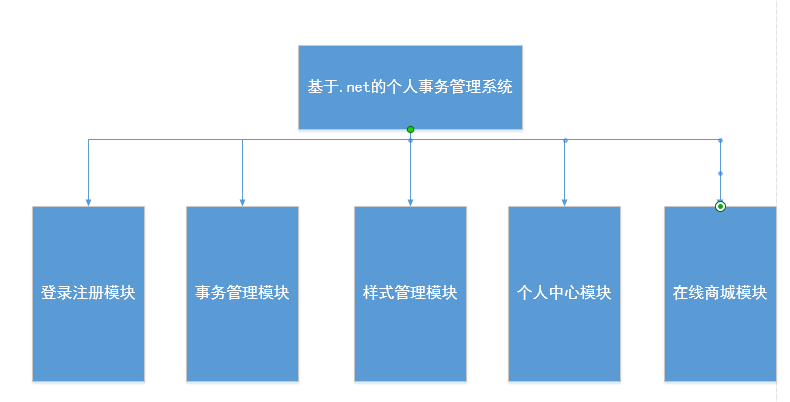 基于.net的个人事务管理系统
登录注册模块
事务管理模块
样式管理模块
个人中心模块
在线商城模块